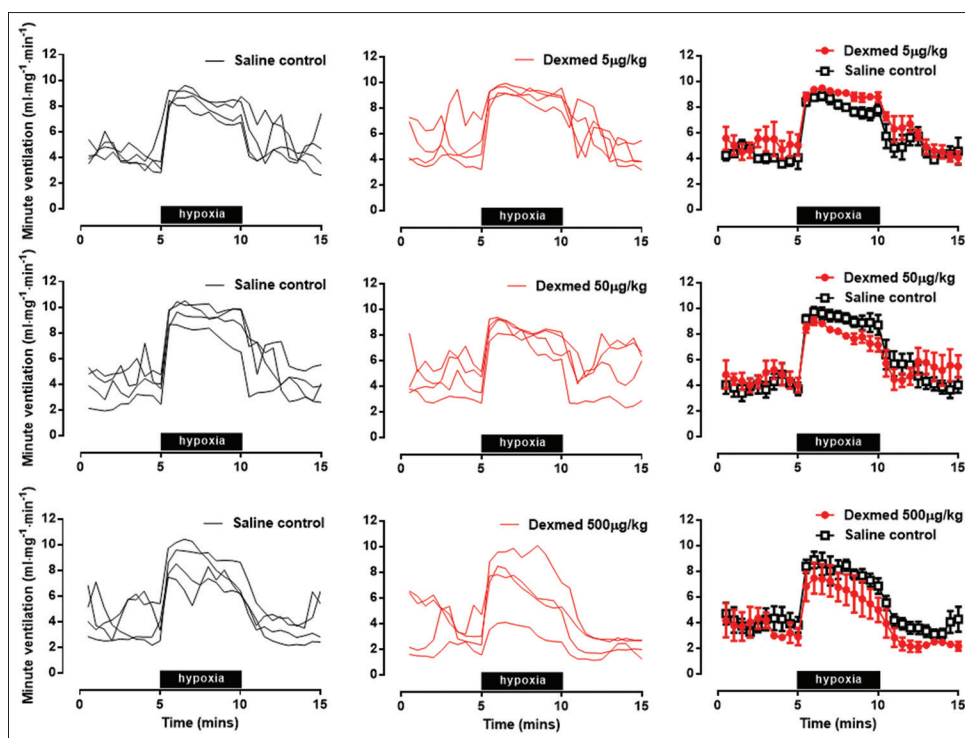 Minute ventilation (ml·mg⁻¹·min⁻¹)
12
10
8
6
4
2
0
Saline control
hypoxia
0 5 10 15
12
10
8
6
4
2
0
Dexmed 5µg/kg
hypoxia
0 5 10 15
12
10
8
6
4
2
0
Dexmed 5µg/kg
Saline control
hypoxia
0 5 10 15
Minute ventilation (ml·mg⁻¹·min⁻¹)
12
10
8
6
4
2
0
Saline control
hypoxia
0 5 10 15
12
10
8
6
4
2
0
Dexmed 50µg/kg
hypoxia
0 5 10 15
12
10
8
6
4
2
0
Dexmed 50µg/kg
Saline control
hypoxia
0 5 10 15
Minute ventilation (ml·mg⁻¹·min⁻¹)
12
10
8
6
4
2
0
Saline control
hypoxia
0 5 10 15
Time (mins)
12
10
8
6
4
2
0
Dexmed 500µg/kg
hypoxia
0 5 10 15
Time (mins)
12
10
8
6
4
2
0
Dexmed 500µg/kg
Saline control
hypoxia
0 5 10 15
Time (mins)